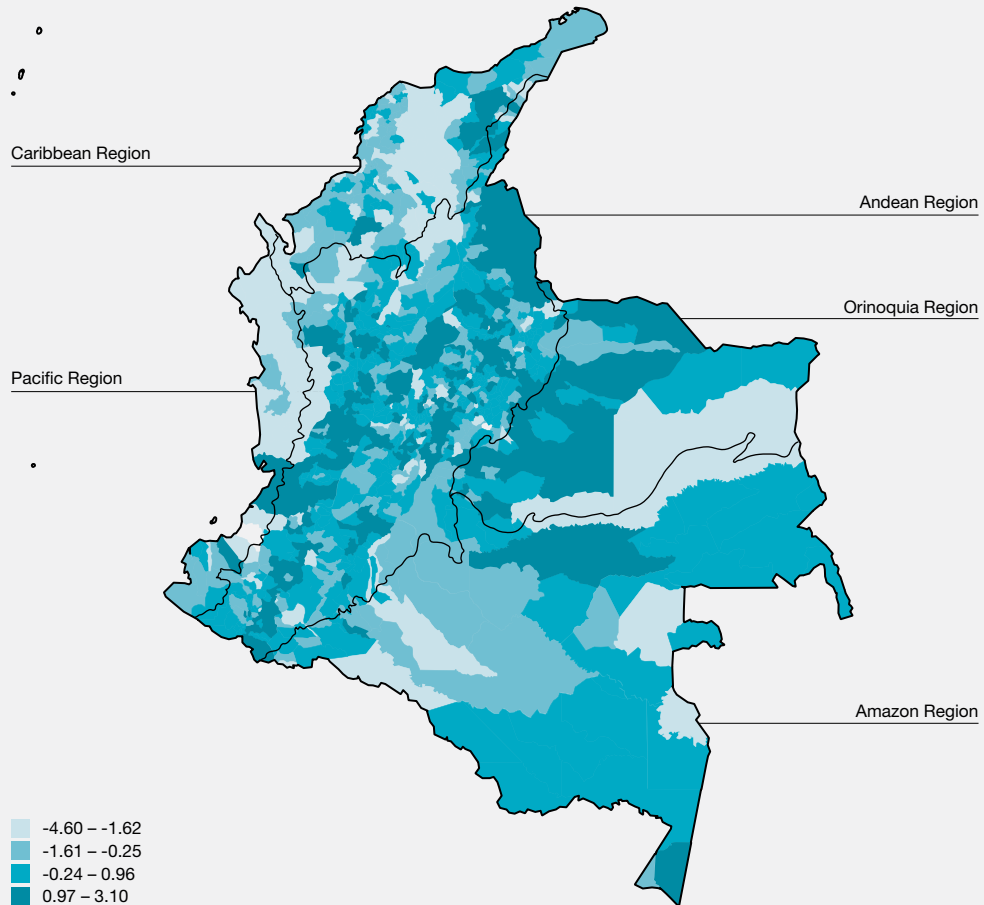 Caribbean Region
Andean Region
Orinoquia Region
Pacific Region
Amazon Region
-4.60 – -1.62
-1.61 – -0.25
-0.24 – 0.96
0.97 – 3.10